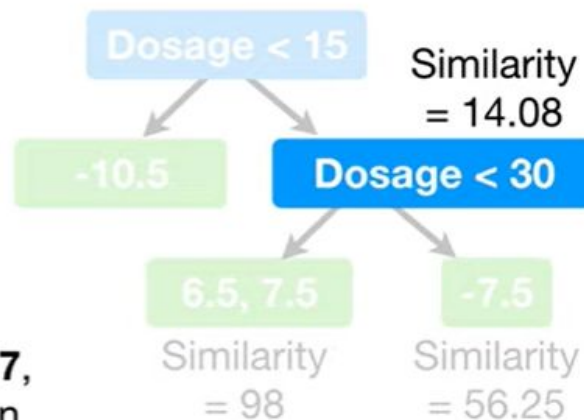 Dosage < 15
Similarity
= 14.08
-10.5
Dosage < 30
6.5, 7.5
-7.5
7,
Similarity
= 98
Similarity
= 56.25